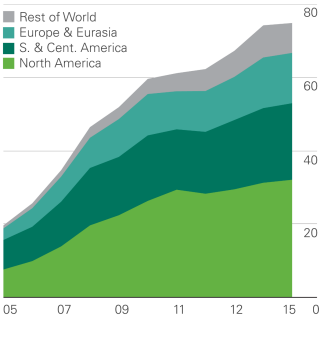 80
Rest of World
Europe & Eurasia
S. & Cent. America
North America
60
40
20
05 07 09 11 12 15 0